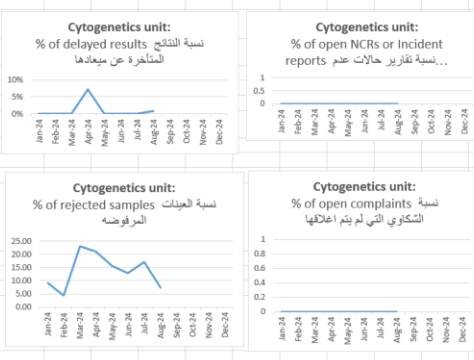 Cytogenetics unit:
% of delayed results نسبة النتائج
المتأخرة عن ميعادها
10%
5%
0%
Jan-24
Feb-24
Mar-24
Apr-24
May-24
Jun-24
Jul-24
Aug-24
Sep-24
Oct-24
Nov-24
Dec-24
Cytogenetics unit:
% of open NCRs or Incident
reports نسبة تقارير حالات عدم...
1
0.5
0
Jan-24
Feb-24
Mar-24
Apr-24
May-24
Jun-24
Jul-24
Aug-24
Sep-24
Oct-24
Nov-24
Dec-24
Cytogenetics unit:
% of rejected samples نسبة العينات
المرفوضه
25.00
20.00
15.00
10.00
5.00
0.00
Jan-24
Feb-24
Mar-24
Apr-24
May-24
Jun-24
Jul-24
Aug-24
Sep-24
Oct-24
Nov-24
Dec-24
Cytogenetics unit:
% of open complaints نسبة
الشكاوي التي لم يتم اغلاقها
1
0.8
0.6
0.4
0.2
0
Jan-24
Feb-24
Mar-24
Apr-24
May-24
Jun-24
Jul-24
Aug-24
Sep-24
Oct-24
Nov-24
Dec-24